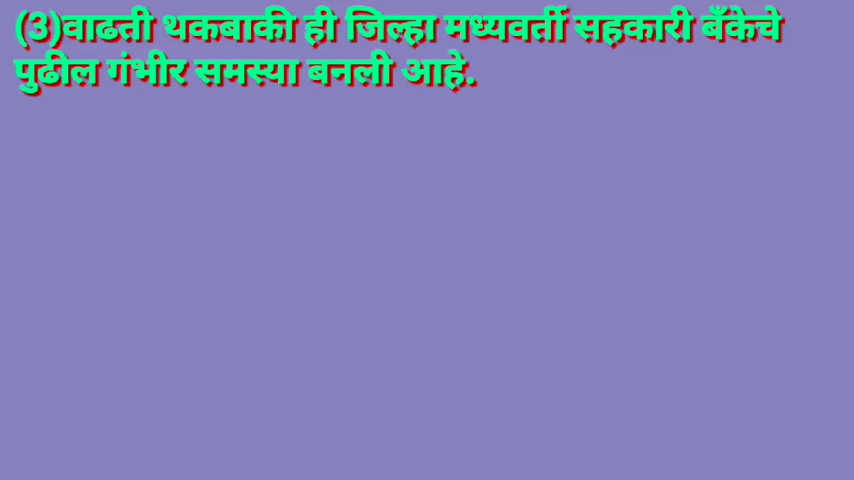 (3)वाढती थकबाकी ही जिल्हा मध्यवर्ती सहकारी बँकेचे
पुढील गंभीर समस्या बनली आहे.